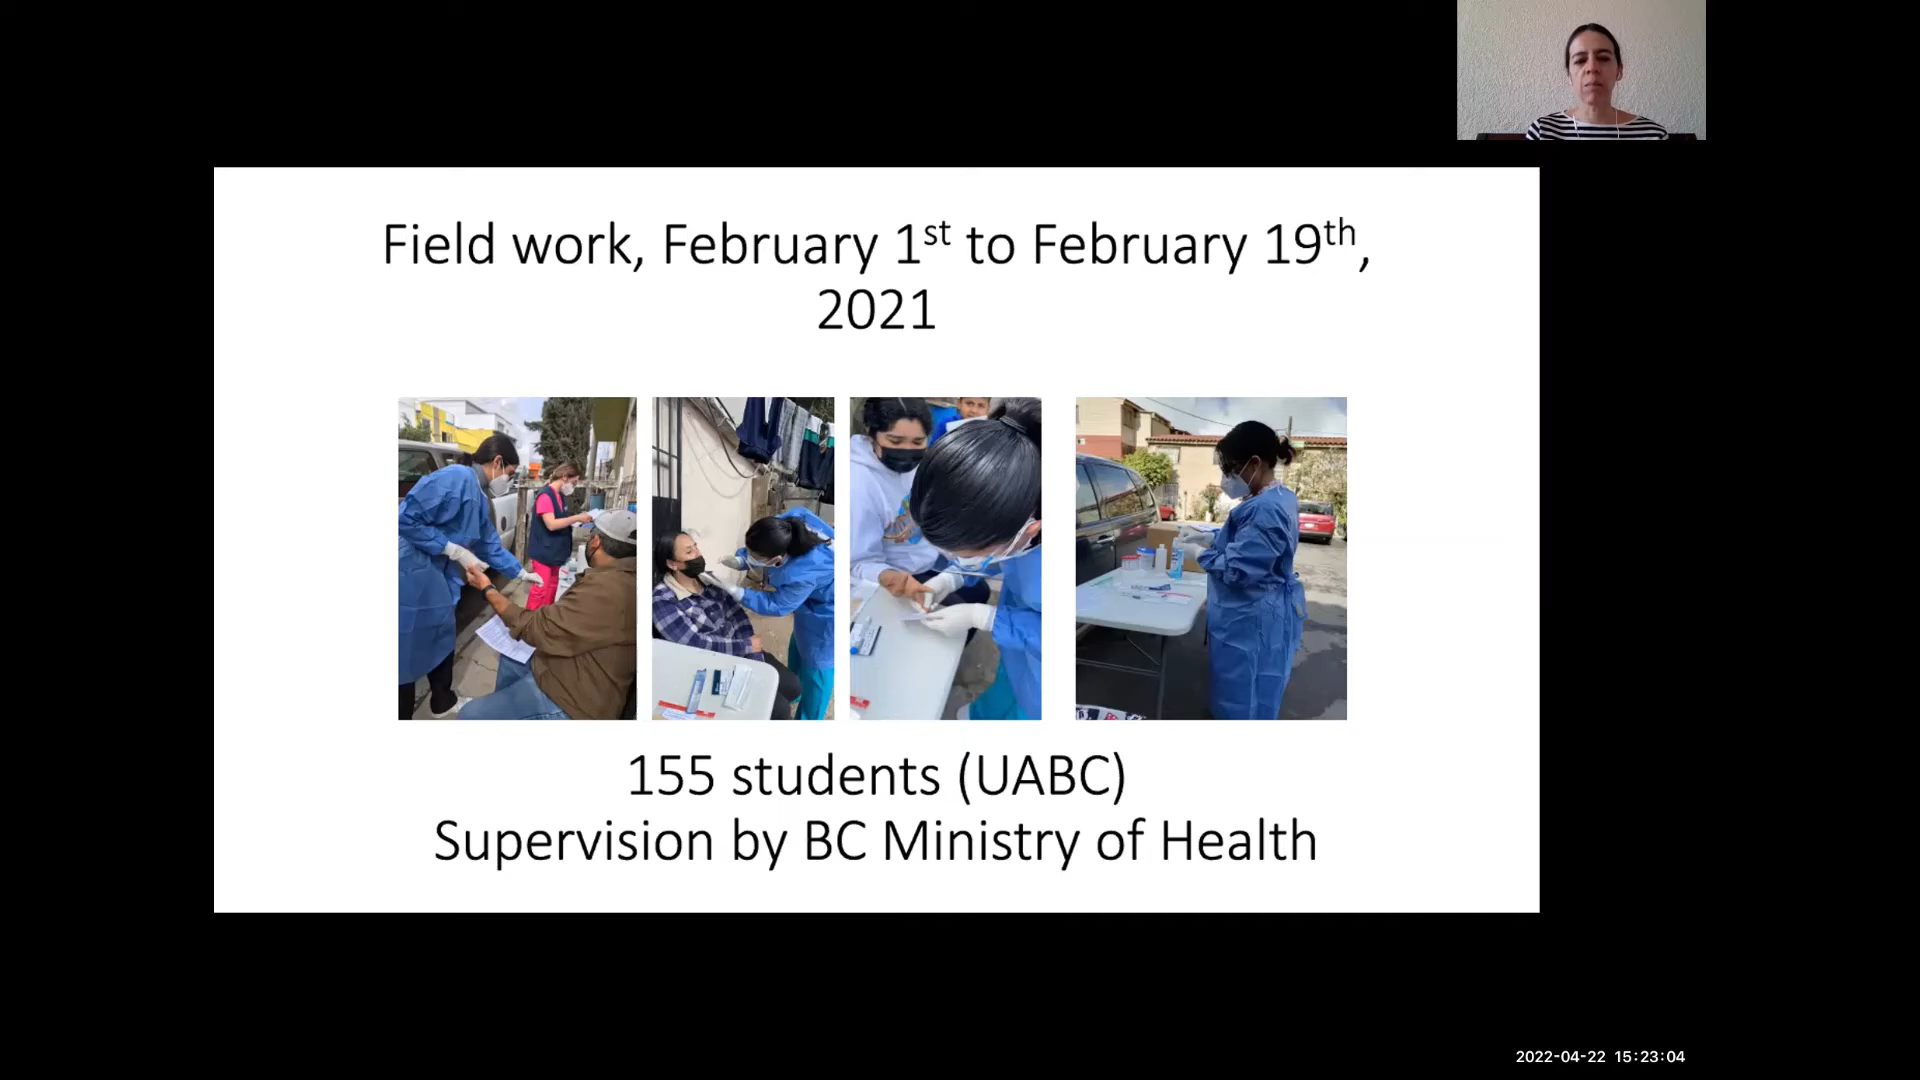 Field work, February 1st to February 19th,
2021
155 students (UABC)
Supervision by BC Ministry of Health
2022-04-22 15:23:04